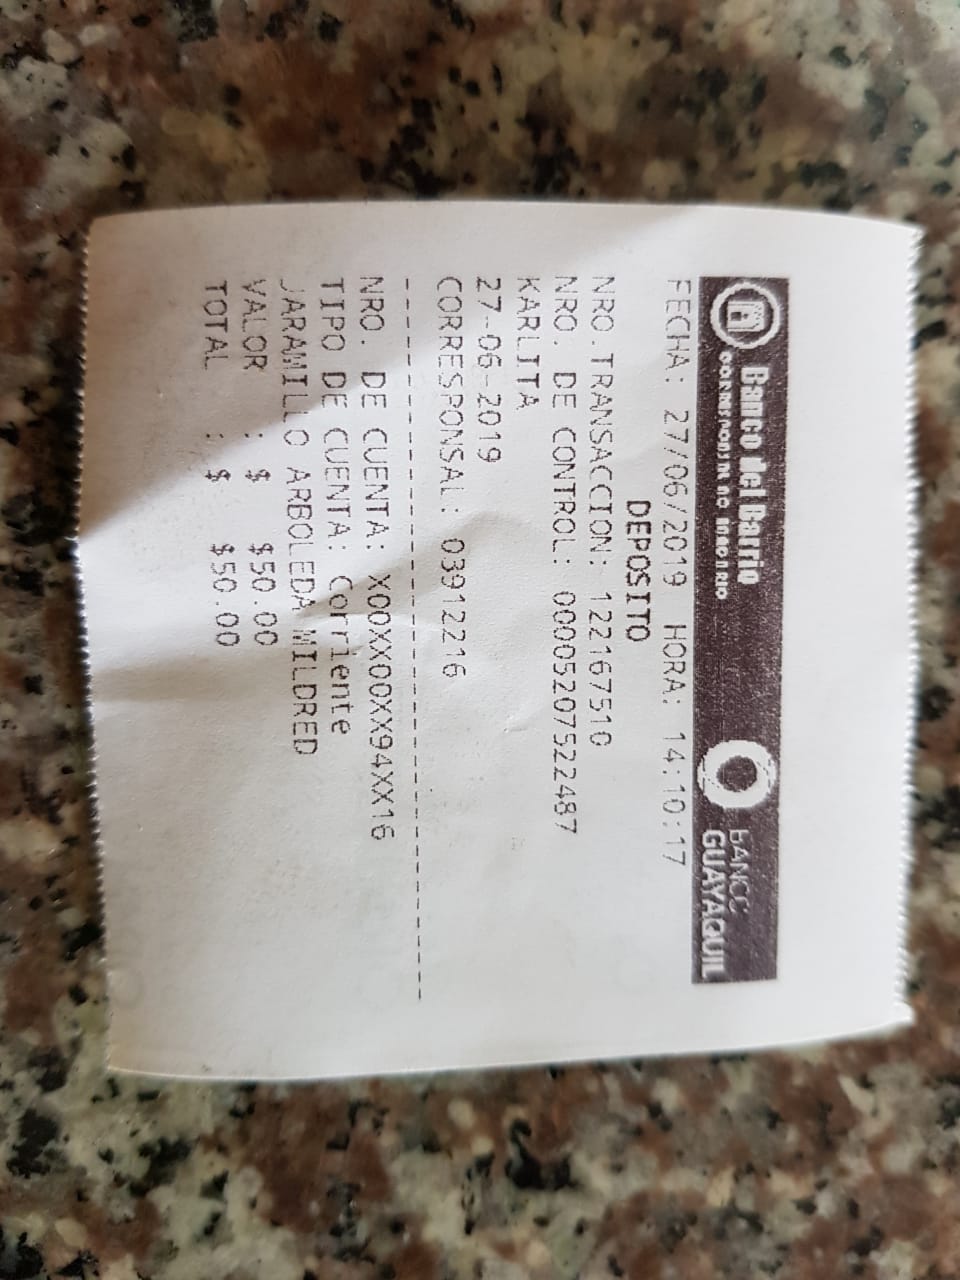 Banco del Barrio
CORRESPONSAL NO BANCARIO
BANCO
GUAYAQUIL
FECHA: 27/06/2019 HORA: 14:10:17
DEPOSITO
NRO.TRANSACCION: 122167510
NRO. DE CONTROL: 00005207522487
KARLITA
27-06-2019
CORRESPONSAL: 03912216
--------------------------------------
NRO. DE CUENTA: X00XX00XX94XX16
TIPO DE CUENTA: Corriente
JARAMILLO ARBOLEDA MILDRED
VALOR : $ $50.00
TOTAL : $ $50.00